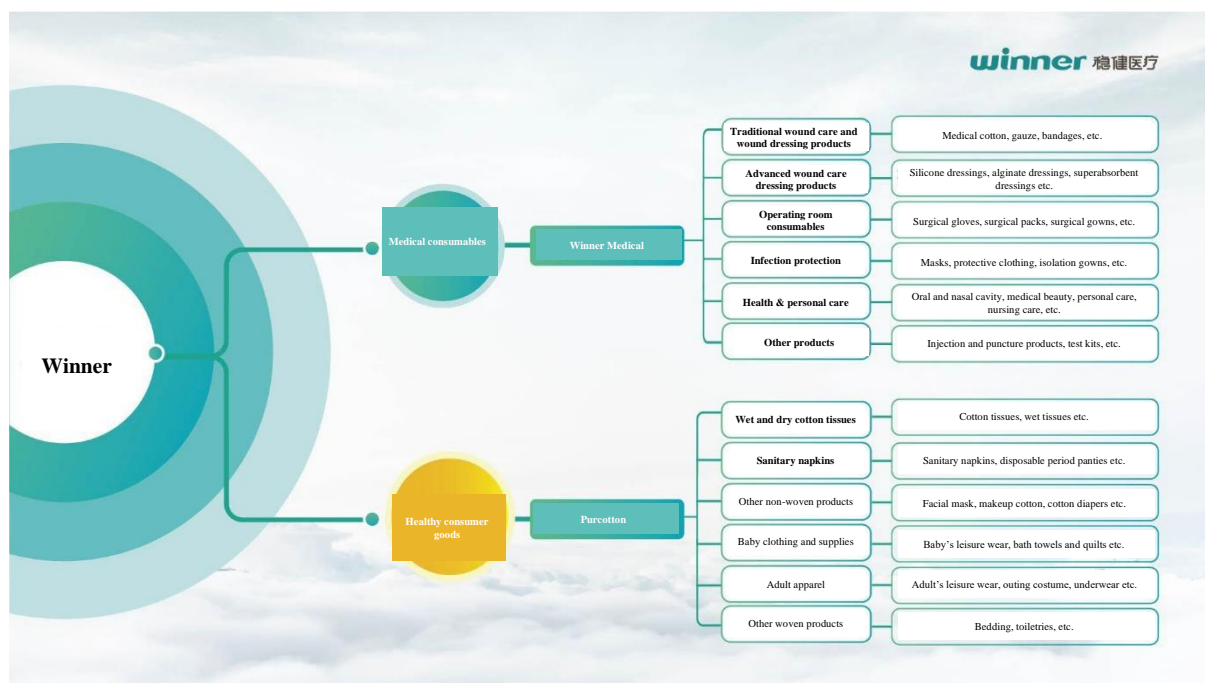 winner 稳健医疗
Winner
Medical consumables
Winner Medical
Traditional wound care and
wound dressing products
Medical cotton, gauze, bandages, etc.
Advanced wound care
dressing products
Silicone dressings, alginate dressings, superabsorbent
dressings etc.
Operating room
consumables
Surgical gloves, surgical packs, surgical gowns, etc.
Infection protection
Masks, protective clothing, isolation gowns, etc.
Health & personal care
Oral and nasal cavity, medical beauty, personal care,
nursing care, etc.
Other products
Injection and puncture products, test kits, etc.
Healthy consumer
goods
Purcotton
Wet and dry cotton tissues
Cotton tissues, wet tissues etc.
Sanitary napkins
Sanitary napkins, disposable period panties etc.
Other non-woven products
Facial mask, makeup cotton, cotton diapers etc.
Baby clothing and supplies
Baby’s leisure wear, bath towels and quilts etc.
Adult apparel
Adult’s leisure wear, outing costume, underwear etc.
Other woven products
Bedding, toiletries, etc.